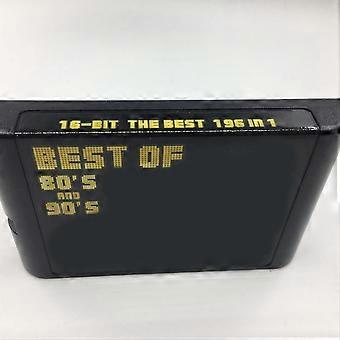 16-BIT THE BEST 196 IN 1
BEST OF
80'S
AND
90'S